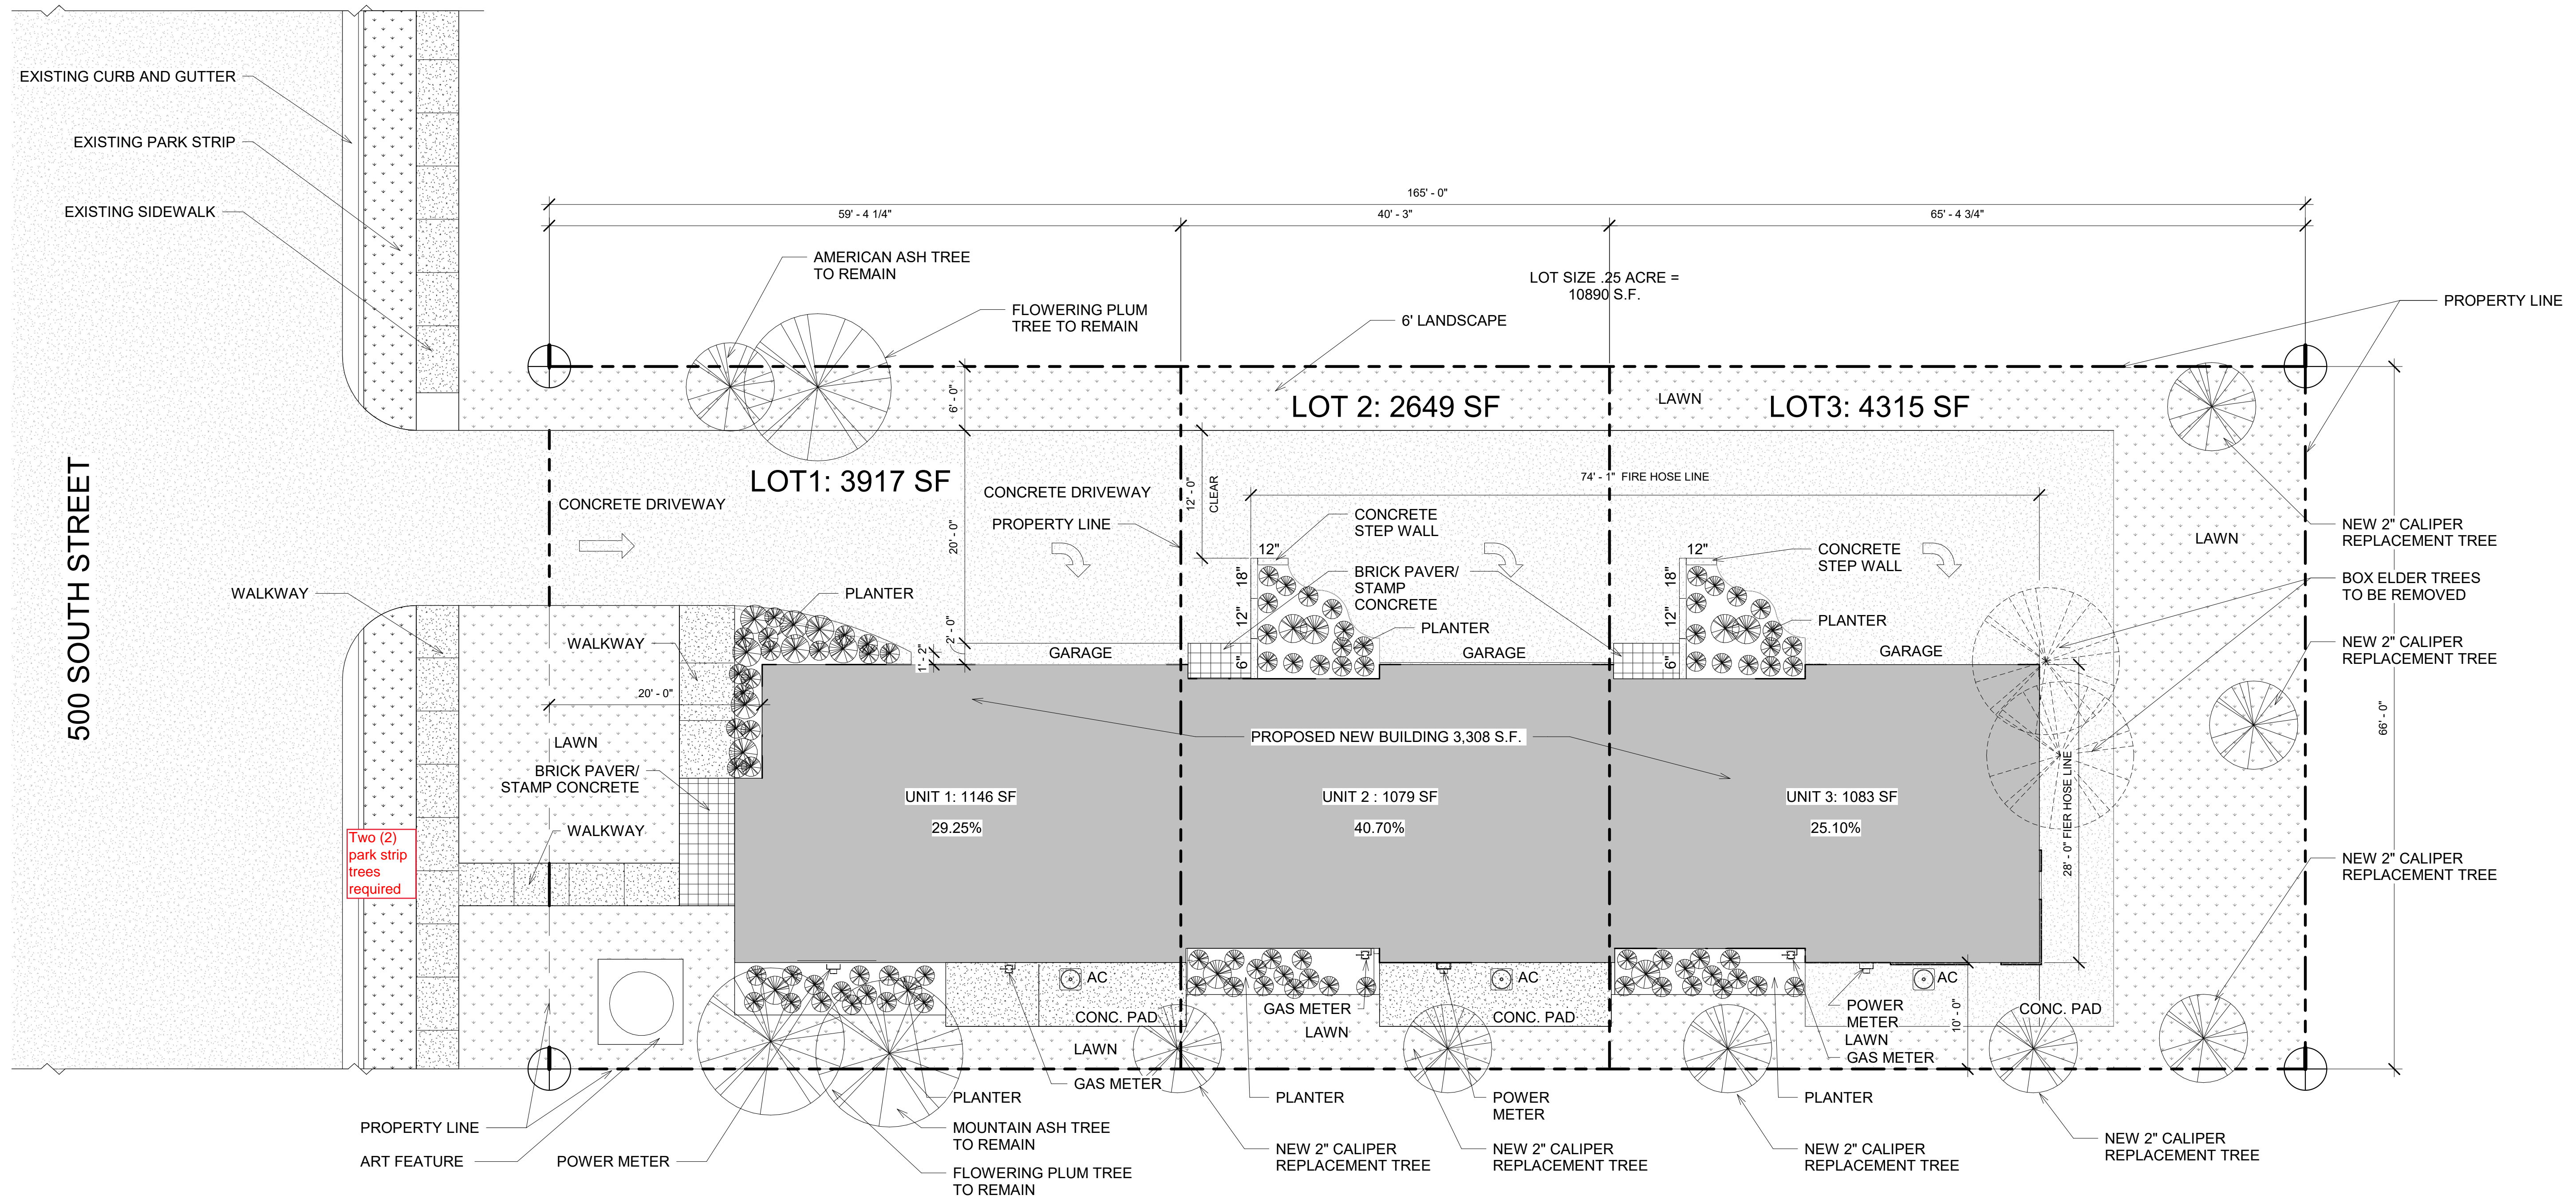 EXISTING CURB AND GUTTER
EXISTING PARK STRIP
EXISTING SIDEWALK
165' - 0"
59' - 4 1/4"
40' - 3"
65' - 4 3/4"
AMERICAN ASH TREE
TO REMAIN
FLOWERING PLUM
TREE TO REMAIN
LOT SIZE .25 ACRE =
10890 S.F.
6' LANDSCAPE
PROPERTY LINE
6' - 0"
LOT 2: 2649 SF
LAWN
LOT3: 4315 SF
LOT1: 3917 SF
500 SOUTH STREET
CONCRETE DRIVEWAY
CONCRETE DRIVEWAY
PROPERTY LINE
20' - 0"
12' - 0"
CLEAR
74' - 1" FIRE HOSE LINE
CONCRETE
STEP WALL
BRICK PAVER/
STAMP
CONCRETE
PLANTER
12"
18"
12"
6"
12"
18"
12"
6"
CONCRETE
STEP WALL
PLANTER
LAWN
NEW 2" CALIPER
REPLACEMENT TREE
BOX ELDER TREES
TO BE REMOVED
NEW 2" CALIPER
REPLACEMENT TREE
WALKWAY
WALKWAY
PLANTER
2' - 0"
1' - 2"
GARAGE
GARAGE
GARAGE
20' - 0"
LAWN
BRICK PAVER/
STAMP CONCRETE
WALKWAY
PROPOSED NEW BUILDING 3,308 S.F.
66' - 0"
UNIT 1: 1146 SF
29.25%
UNIT 2 : 1079 SF
40.70%
UNIT 3: 1083 SF
25.10%
28' - 0" FIER HOSE LINE
Two (2)
park strip
trees
required
NEW 2" CALIPER
REPLACEMENT TREE
AC
AC
AC
CONC. PAD
LAWN
GAS METER
GAS METER
LAWN
CONC. PAD
POWER
METER
LAWN
GAS METER
10' - 0"
CONC. PAD
PROPERTY LINE
ART FEATURE
POWER METER
PLANTER
MOUNTAIN ASH TREE
TO REMAIN
FLOWERING PLUM TREE
TO REMAIN
PLANTER
NEW 2" CALIPER
REPLACEMENT TREE
POWER
METER
NEW 2" CALIPER
REPLACEMENT TREE
PLANTER
NEW 2" CALIPER
REPLACEMENT TREE
NEW 2" CALIPER
REPLACEMENT TREE